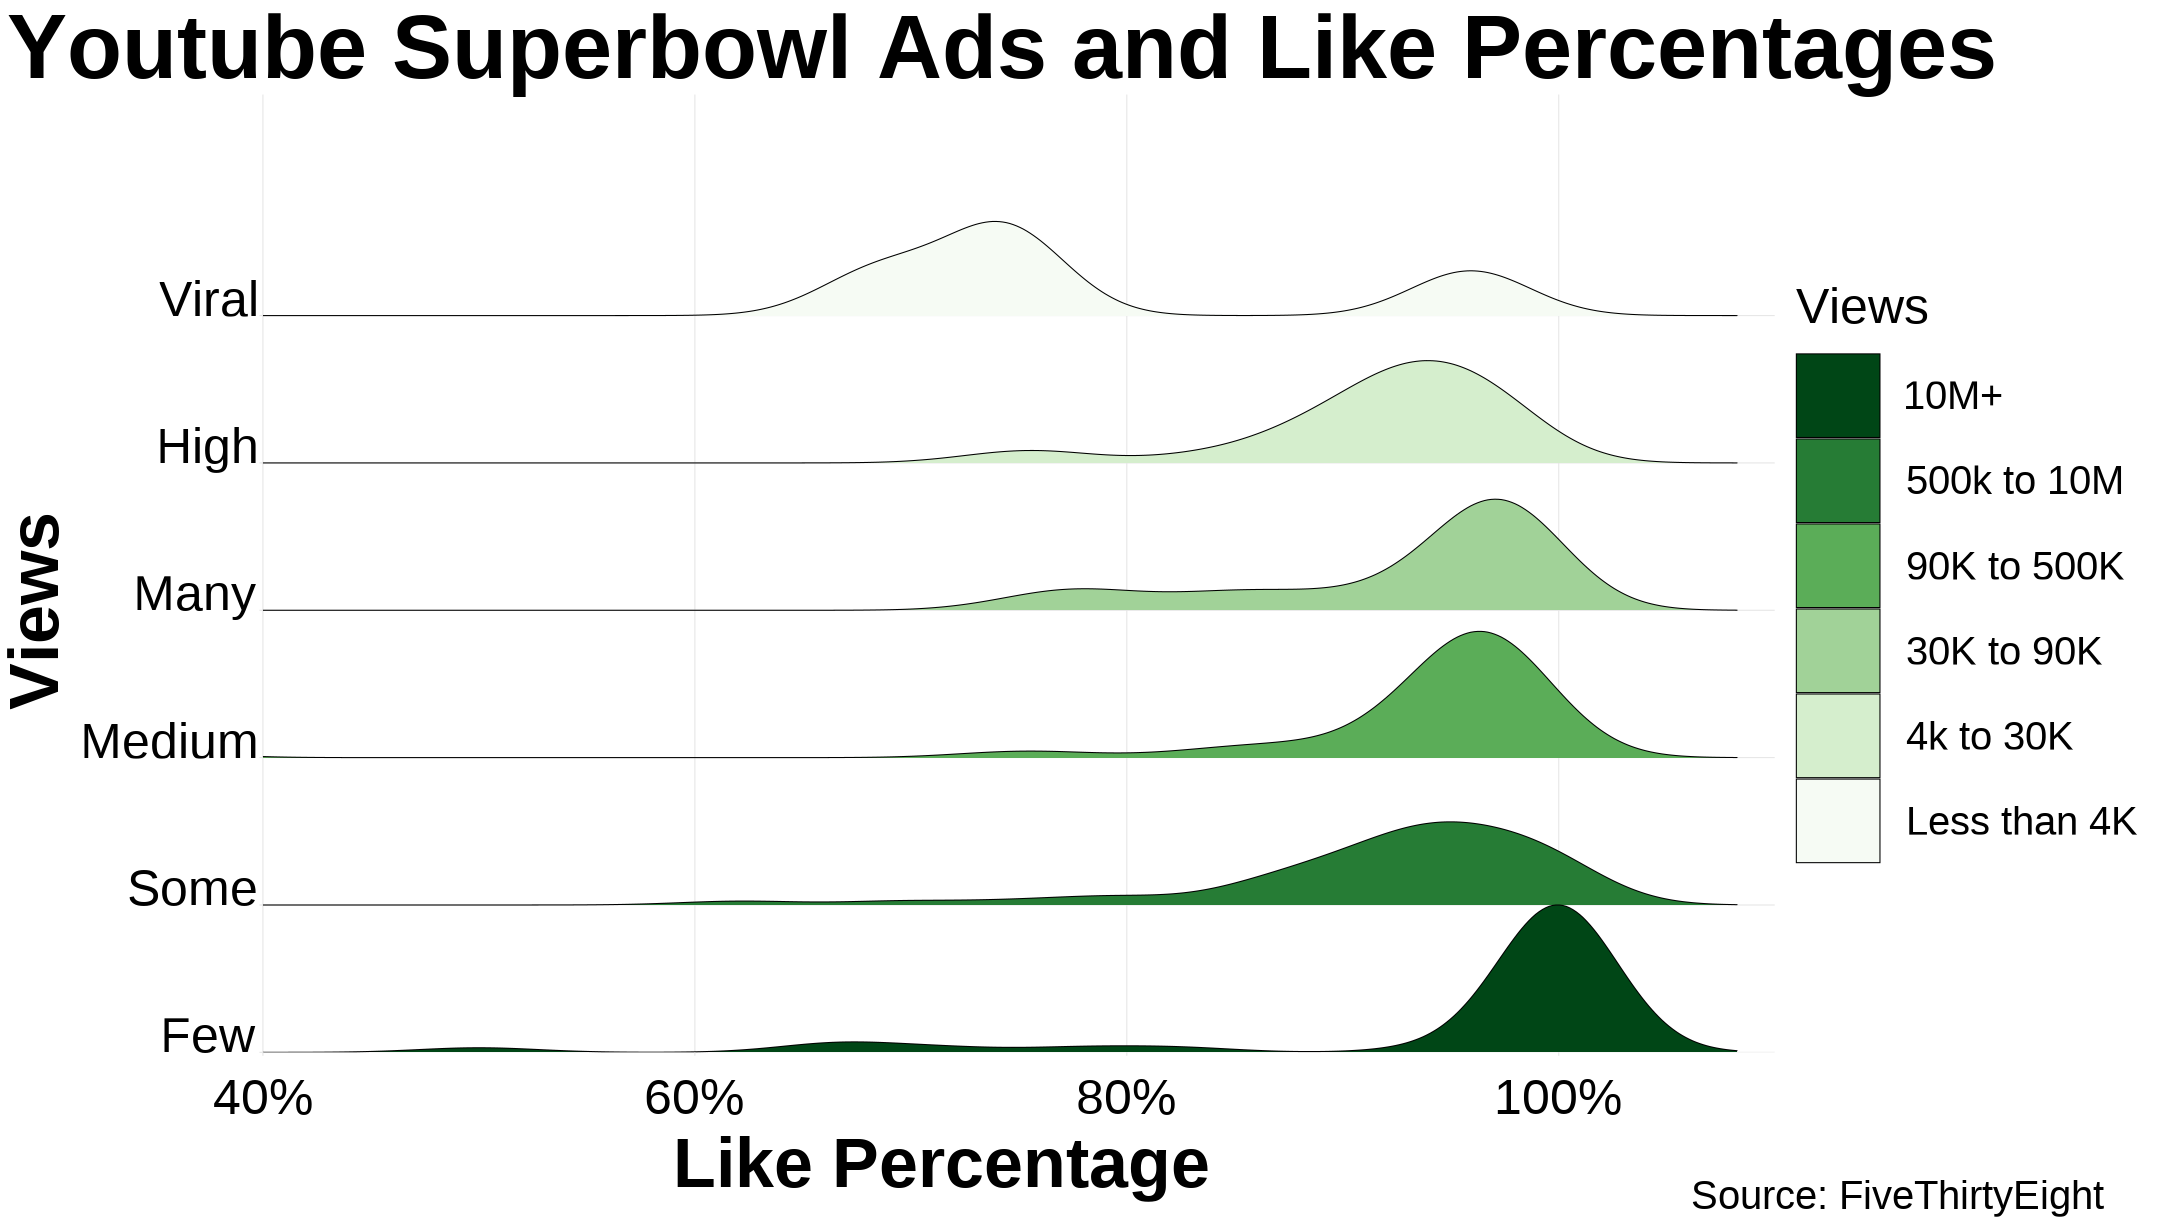 Youtube Superbowl Ads and Like Percentages
Views
Viral
High
Many
Medium
Some
Few
40%
60%
80%
100%
Like Percentage
Views
10M+
500k to 10M
90K to 500K
30K to 90K
4k to 30K
Less than 4K
Source: FiveThirtyEight